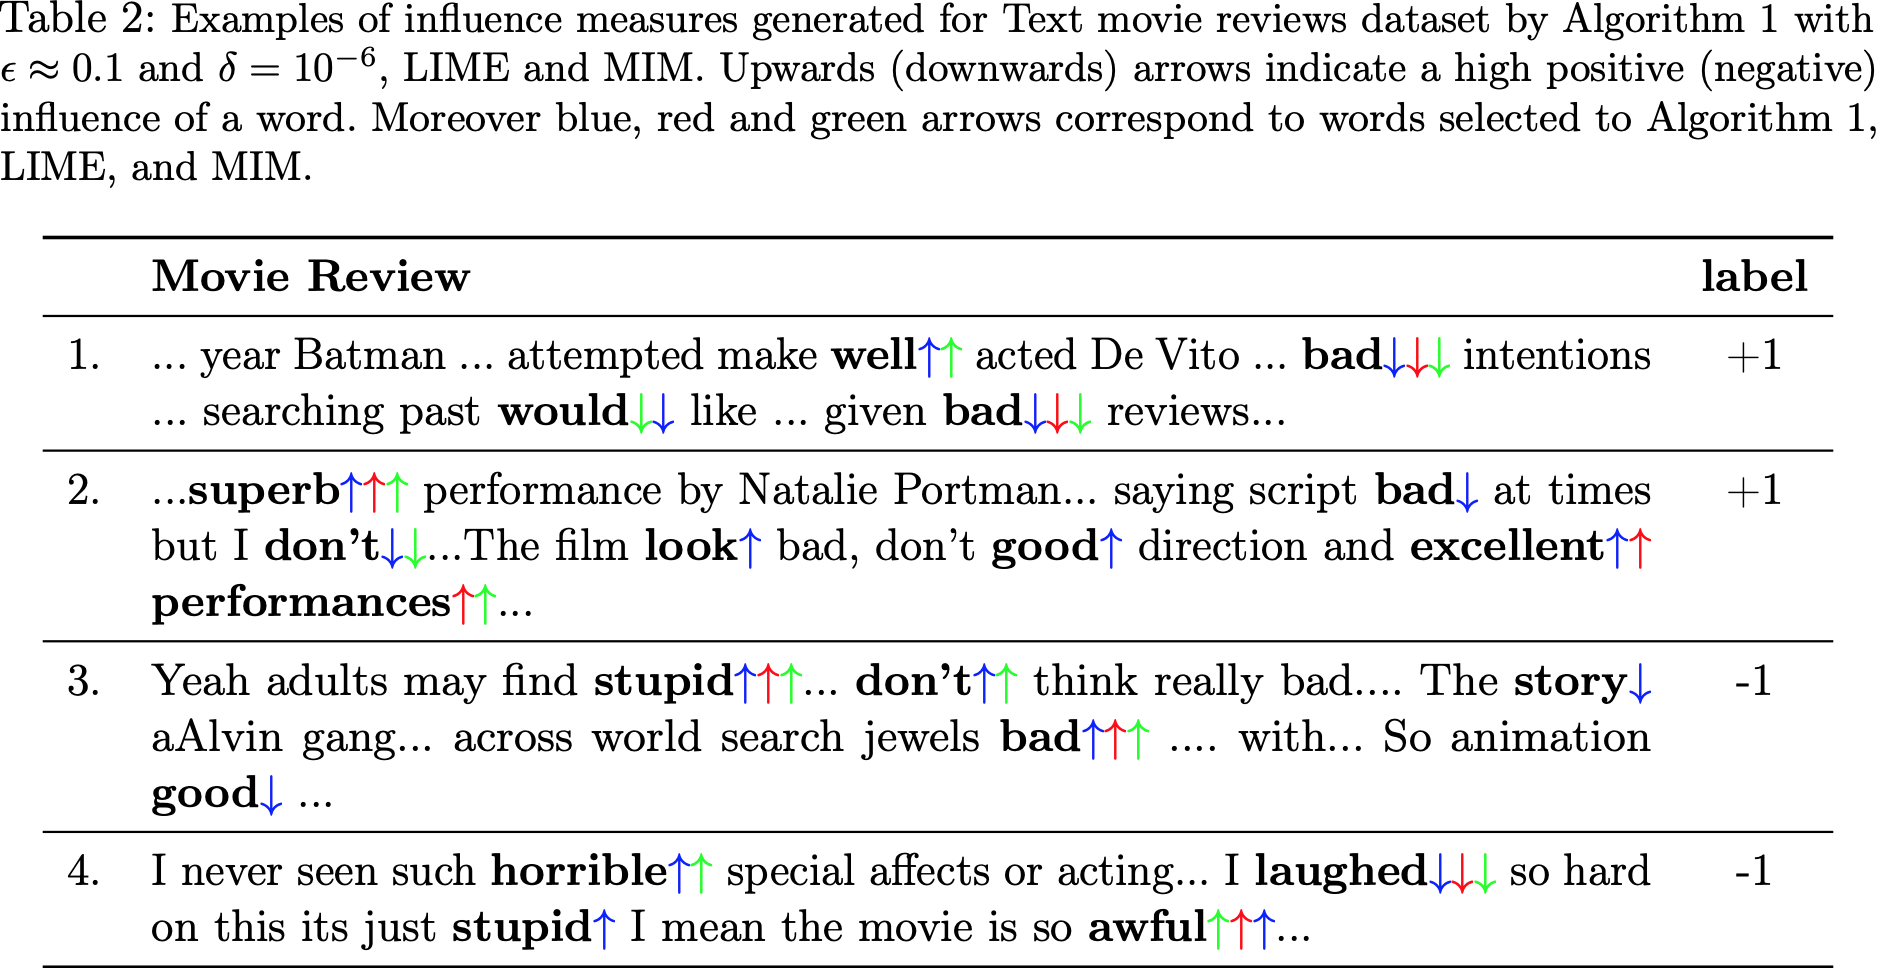 Table 2: Examples of influence measures generated for Text movie reviews dataset by Algorithm 1 with
ϵ ≈ 0.1 and δ = 10⁻⁶, LIME and MIM. Upwards (downwards) arrows indicate a high positive (negative)
influence of a word. Moreover blue, red and green arrows correspond to words selected to Algorithm 1,
LIME, and MIM.
Movie Review label
1. ... year Batman ... attempted make well↑↑ acted De Vito ... bad↓↓↓ intentions +1
... searching past would↓↓ like ... given bad↓↓↓ reviews...
2. ...superb↑↑↑ performance by Natalie Portman... saying script bad↓ at times +1
but I don't↓↓...The film look↑ bad, don't good↑ direction and excellent↑↑
performances↑↑...
3. Yeah adults may find stupid↑↑↑... don't↑↑ think really bad.... The story↓ -1
aAlvin gang... across world search jewels bad↑↑↑ .... with... So animation
good↓ ...
4. I never seen such horrible↑↑ special affects or acting... I laughed↓↓↓ so hard -1
on this its just stupid↑ I mean the movie is so awful↑↑↑...